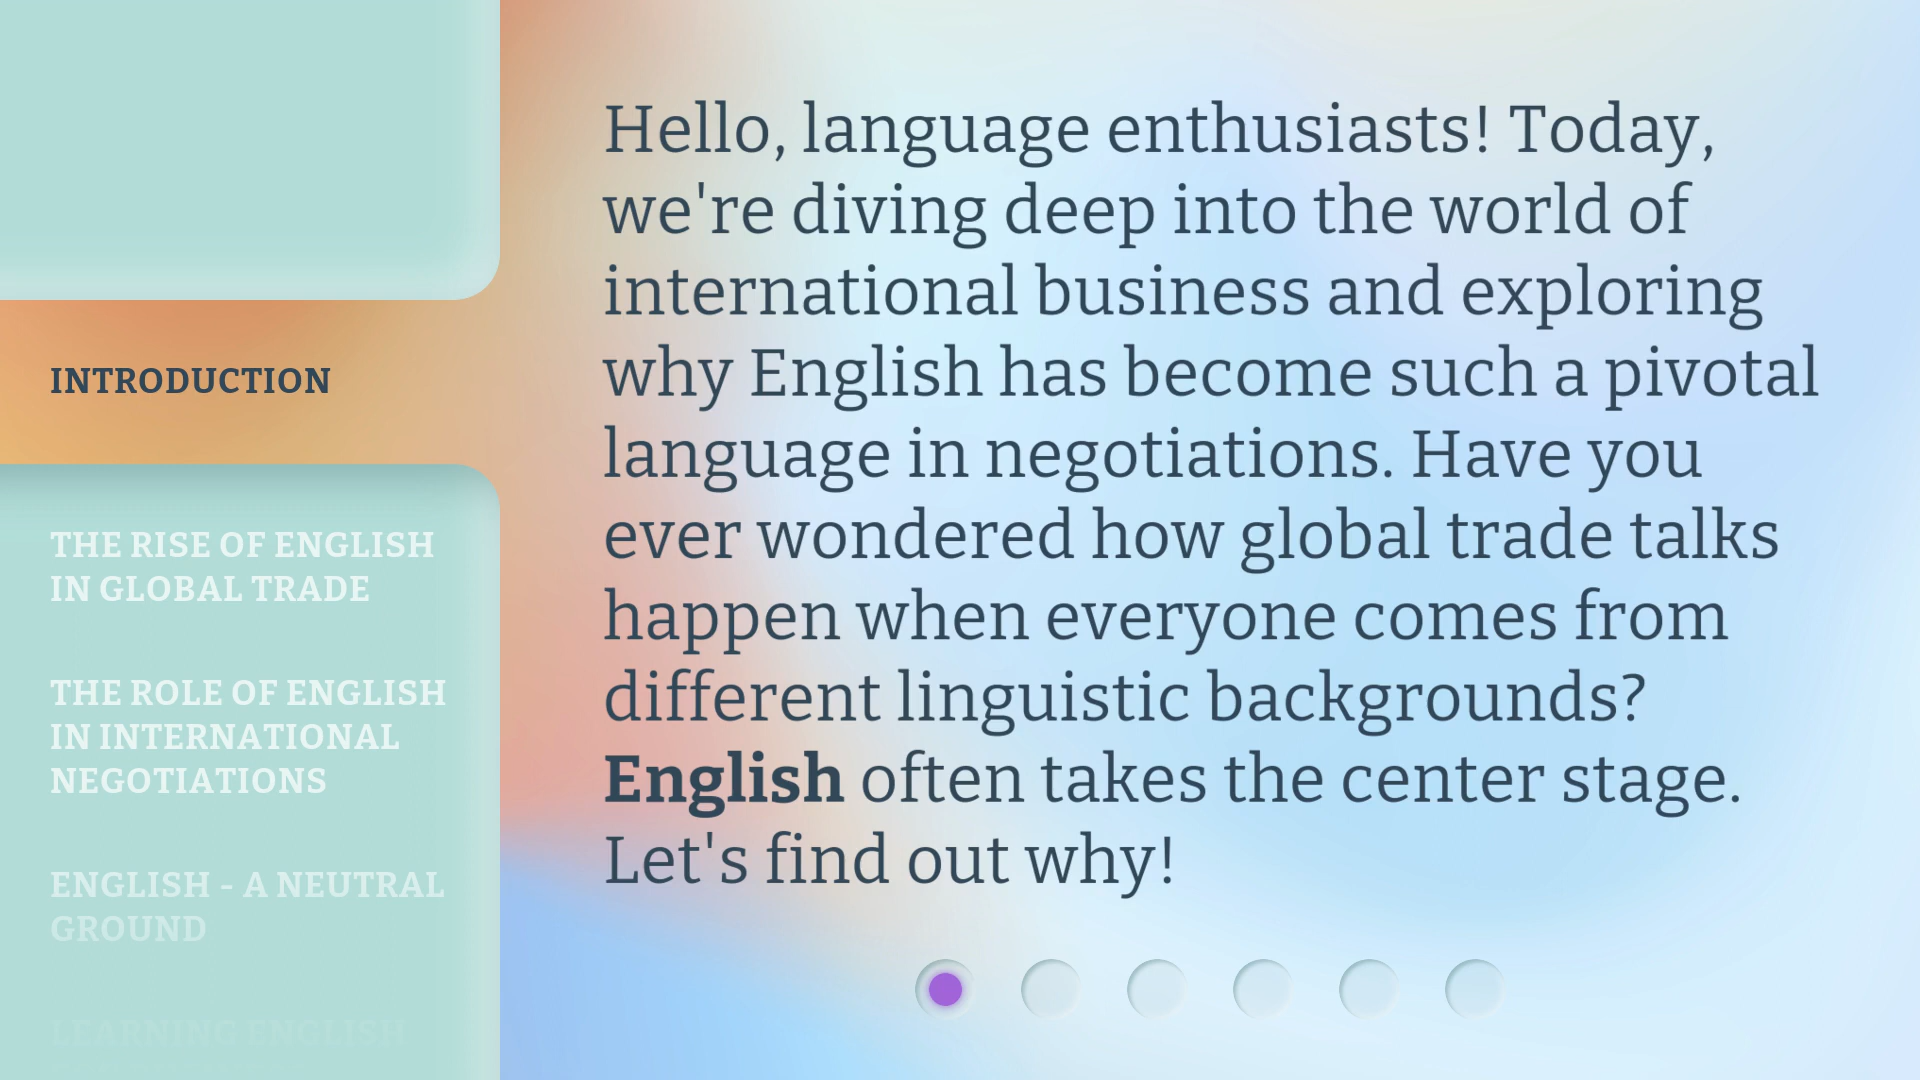 INTRODUCTION
THE RISE OF ENGLISH
IN GLOBAL TRADE
THE ROLE OF ENGLISH
IN INTERNATIONAL
NEGOTIATIONS
ENGLISH - A NEUTRAL
GROUND
LEARNING ENGLISH
Hello, language enthusiasts! Today,
we're diving deep into the world of
international business and exploring
why English has become such a pivotal
language in negotiations. Have you
ever wondered how global trade talks
happen when everyone comes from
different linguistic backgrounds?
English often takes the center stage.
Let's find out why!